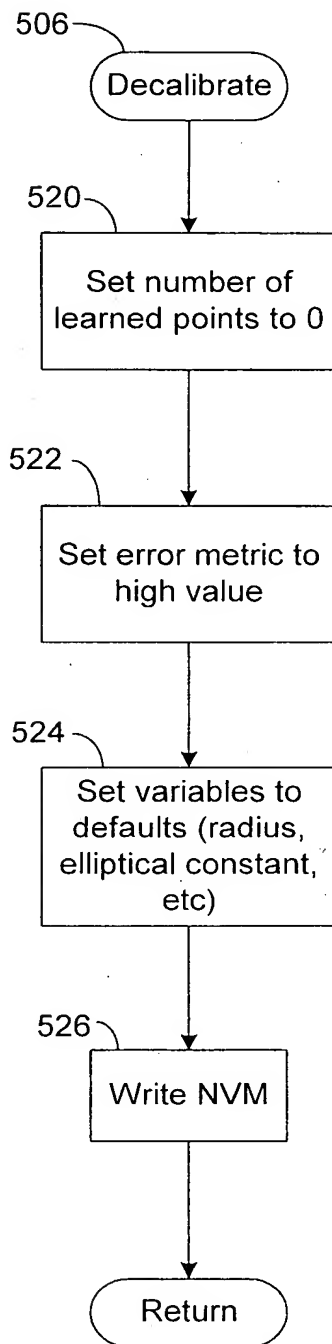 506
Decalibrate
520
Set number of
learned points to 0
522
Set error metric to
high value
524
Set variables to
defaults (radius,
elliptical constant,
etc)
526
Write NVM
Return